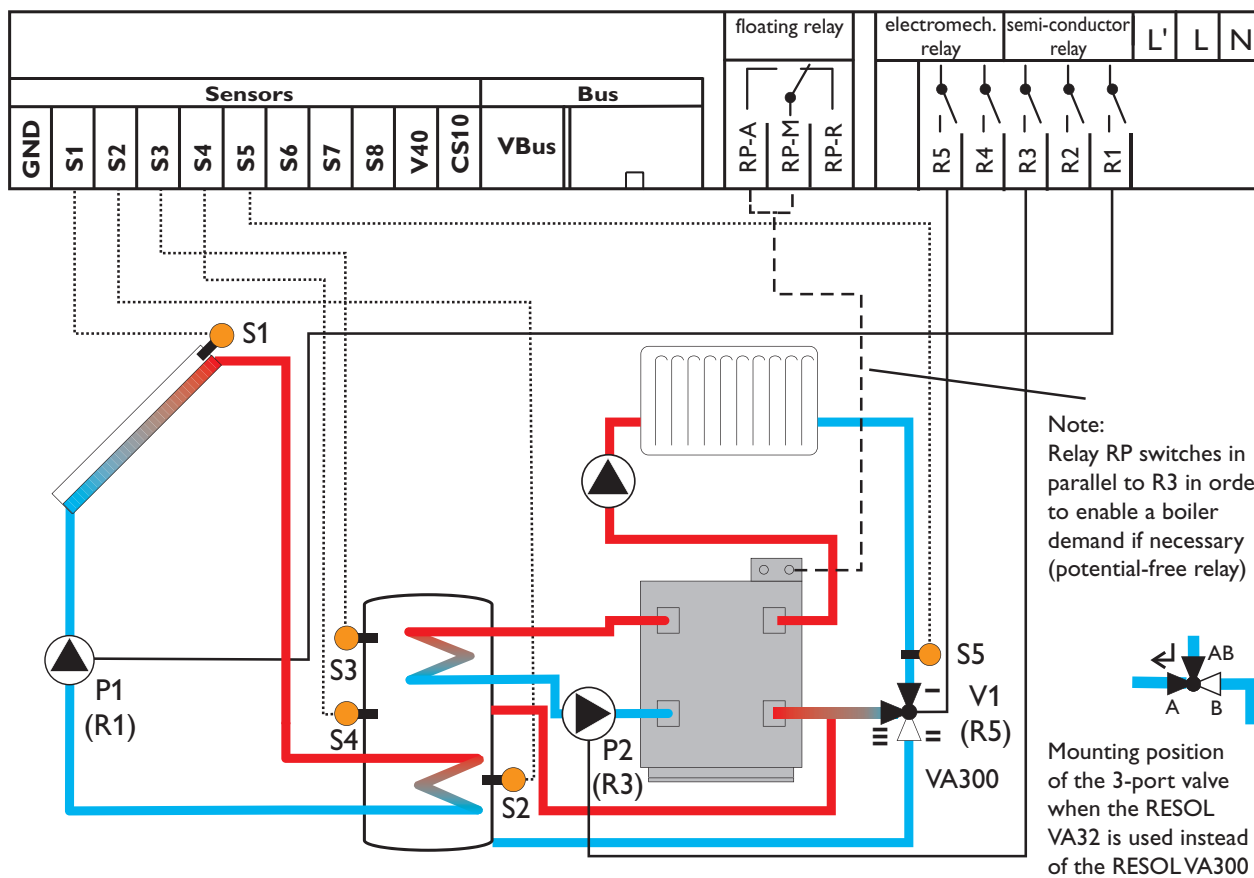 floating relay
electromech.
relay
semi-conductor
relay
L'
L
N
Sensors
Bus
GND
S1
S2
S3
S4
S5
S6
S7
S8
V40
CS10
VBus
RP-A
RP-M
RP-R
R5
R4
R3
R2
R1
S1
Note:
Relay RP switches in
parallel to R3 in orde
to enable a boiler
demand if necessary
(potential-free relay)
S3
S4
S5
P1
(R1)
P2
(R3)
S2
V1
(R5)
VA300
AB
A
B
Mounting position
of the 3-port valve
when the RESOL
VA32 is used instead
of the RESOL VA300